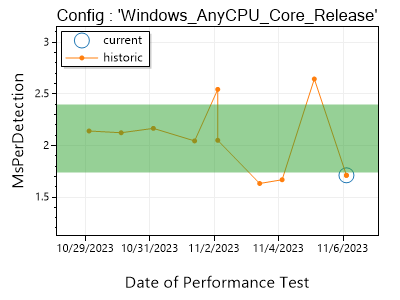 Config : 'Windows_AnyCPU_Core_Release'
current
historic
3
2.5
2
1.5
MsPerDetection
10/29/2023
10/31/2023
11/2/2023
11/4/2023
11/6/2023
Date of Performance Test